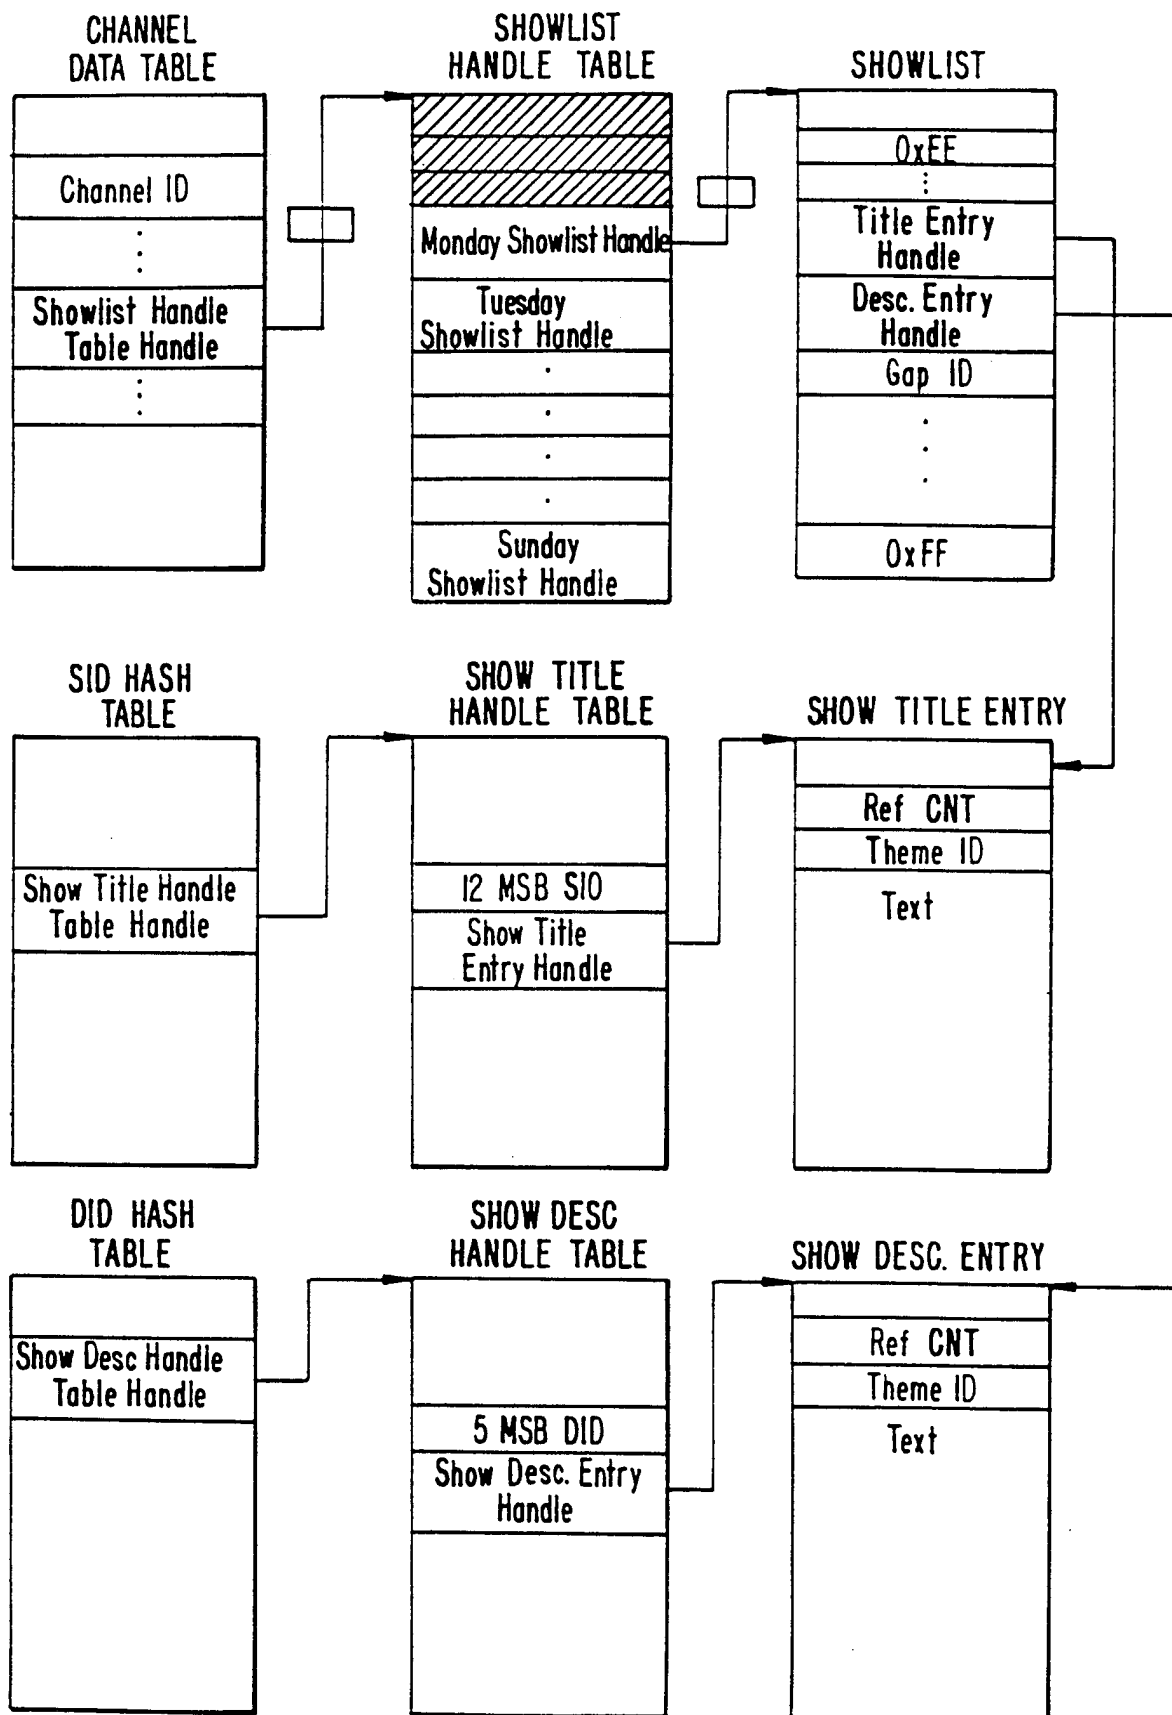 CHANNEL
DATA TABLE
Channel ID
Showlist Handle
Table Handle
SHOWLIST
HANDLE TABLE
Monday Showlist Handle
Tuesday
Showlist Handle
Sunday
Showlist Handle
SHOWLIST
0xEE
Title Entry
Handle
Desc. Entry
Handle
Gap ID
0xFF
SID HASH
TABLE
Show Title Handle
Table Handle
SHOW TITLE
HANDLE TABLE
12 MSB SIO
Show Title
Entry Handle
SHOW TITLE ENTRY
Ref CNT
Theme ID
Text
DID HASH
TABLE
Show Desc Handle
Table Handle
SHOW DESC
HANDLE TABLE
5 MSB DID
Show Desc. Entry
Handle
SHOW DESC. ENTRY
Ref CNT
Theme ID
Text